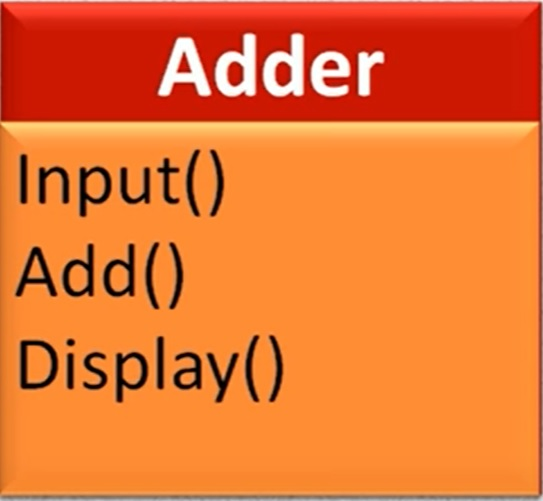 Adder
Input()
Add()
Display()